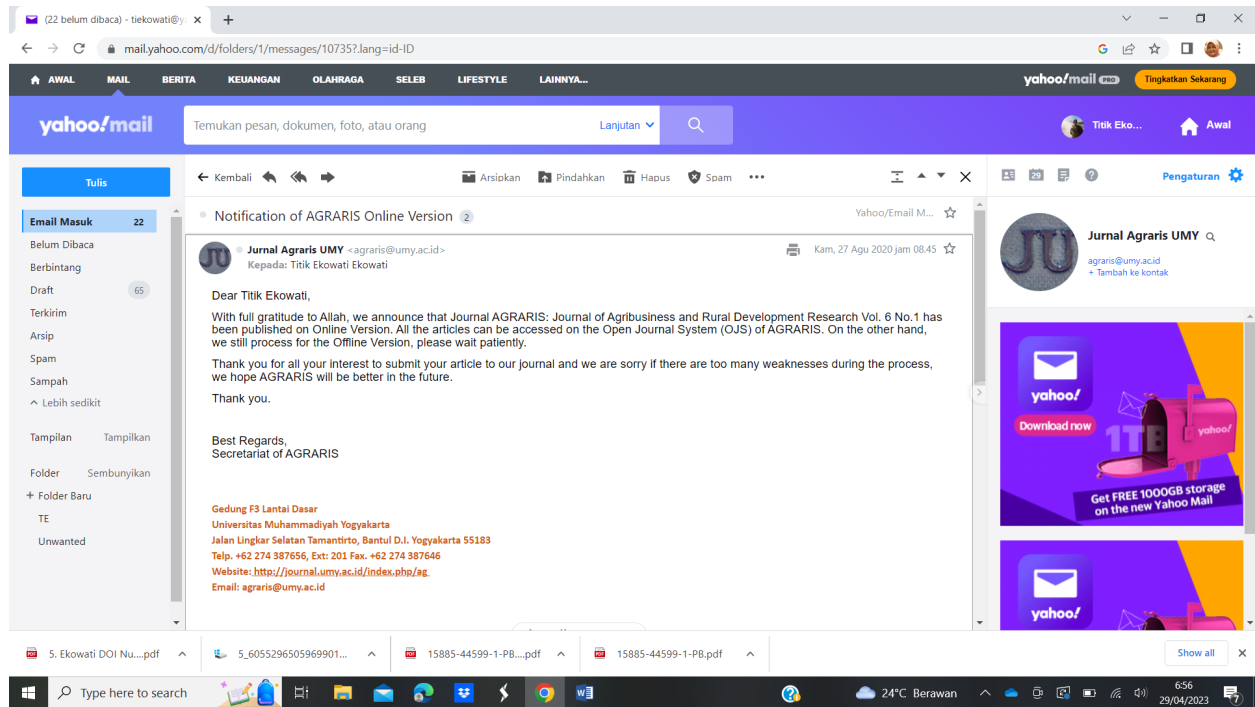 (22 belum dibaca) - tiekowati@y
mail.yahoo.com/d/folders/1/messages/10735?.lang=id-ID
AWAL MAIL BERITA KEUANGAN OLAHRAGA SELEB LIFESTYLE LAINNYA... yahoo!mail PRO Tingkatkan Sekarang
yahoo!mail Temukan pesan, dokumen, foto, atau orang Lanjutan Titik Eko... Awal
Tulis Kembali Arsipkan Pindahkan Hapus Spam ••• 29 Pengaturan
Email Masuk 22
Belum Dibaca
Berbintang
Draft 65
Terkirim
Arsip
Spam
Sampah
Lebih sedikit
Tampilan Tampilkan
Folder Sembunyikan
+ Folder Baru
TE
Unwanted
Notification of AGRARIS Online Version 2 Yahoo/Email M...
Jurnal Agraris UMY <agraris@umy.ac.id> Kam, 27 Agu 2020 jam 08.45
Kepada: Titik Ekowati Ekowati
Dear Titik Ekowati,
With full gratitude to Allah, we announce that Journal AGRARIS: Journal of Agribusiness and Rural Development Research Vol. 6 No.1 has
been published on Online Version. All the articles can be accessed on the Open Journal System (OJS) of AGRARIS. On the other hand,
we still process for the Offline Version, please wait patiently.
Thank you for all your interest to submit your article to our journal and we are sorry if there are too many weaknesses during the process,
we hope AGRARIS will be better in the future.
Thank you.
Best Regards,
Secretariat of AGRARIS
Gedung F3 Lantai Dasar
Universitas Muhammadiyah Yogyakarta
Jalan Lingkar Selatan Tamantirto, Bantul D.I. Yogyakarta 55183
Telp. +62 274 387656, Ext: 201 Fax. +62 274 387646
Website: http://journal.umy.ac.id/index.php/ag
Email: agraris@umy.ac.id
JU
Jurnal Agraris UMY
agraris@umy.ac.id
+ Tambah ke kontak
yahoo!
Download now
1TB
yahoo!
Get FREE 1000GB storage
on the new Yahoo Mail
yahoo!
5. Ekowati DOI Nu....pdf 5_6055296505969901... 15885-44599-1-PB....pdf 15885-44599-1-PB.pdf Show all
Type here to search 24°C Berawan 6:56
29/04/2023 7